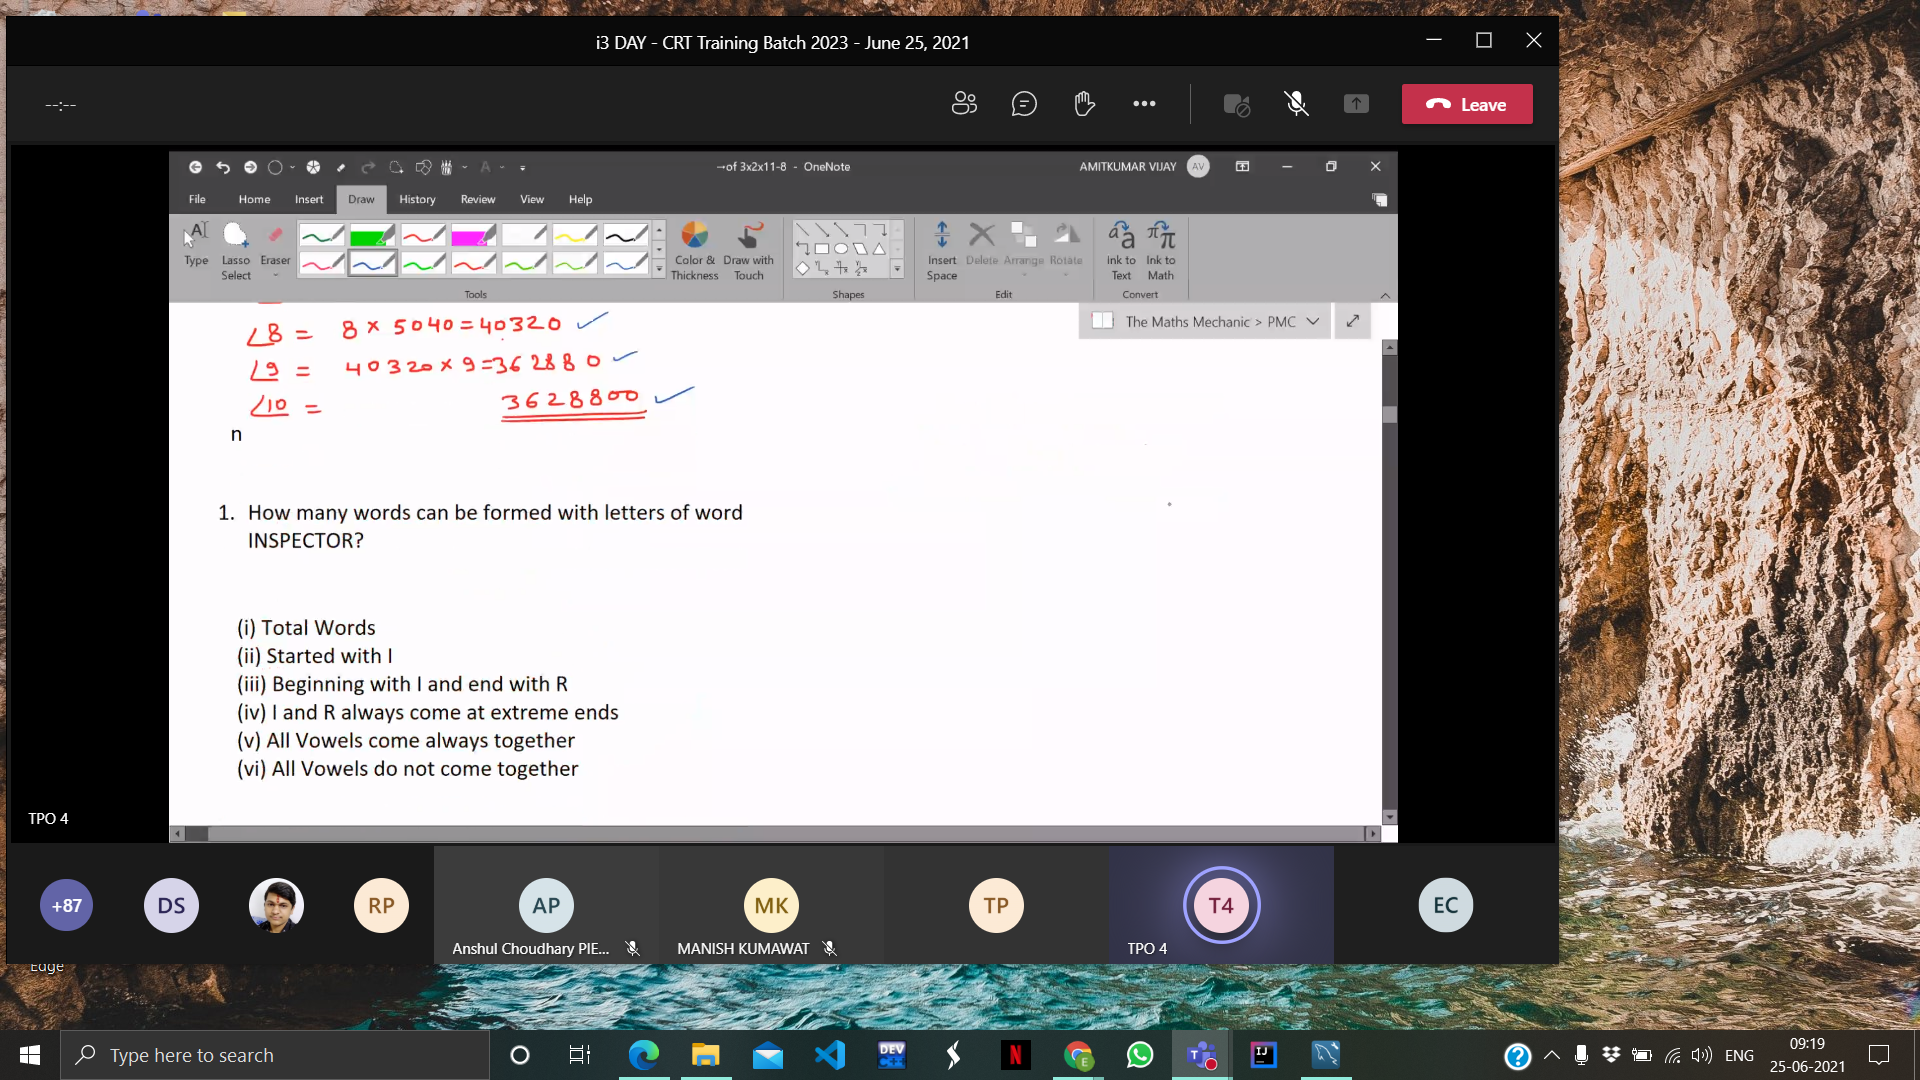 i3 DAY - CRT Training Batch 2023 - June 25, 2021
--:--
Leave
→of 3x2x11-8 - OneNote
AMITKUMAR VIJAY
AV
File Home Insert Draw History Review View Help
Type
Lasso Select
Eraser
Color & Thickness
Draw with Touch
Insert Space
Delete
Arrange
Rotate
Ink to Text
Ink to Math
Tools
Shapes
Edit
Convert
The Maths Mechanic > PMC
∠8 = 8 × 5040 = 40320
∠9 = 40320 × 9 = 362880
∠10 = 3628800
n
1. How many words can be formed with letters of word
INSPECTOR?
(i) Total Words
(ii) Started with I
(iii) Beginning with I and end with R
(iv) I and R always come at extreme ends
(v) All Vowels come always together
(vi) All Vowels do not come together
TPO 4
+87
DS
RP
AP
MK
TP
T4
EC
Anshul Choudhary PIE...
MANISH KUMAWAT
TPO 4
Edge
Type here to search
DEV
N
E
T
IJ
ENG
09:19
25-06-2021